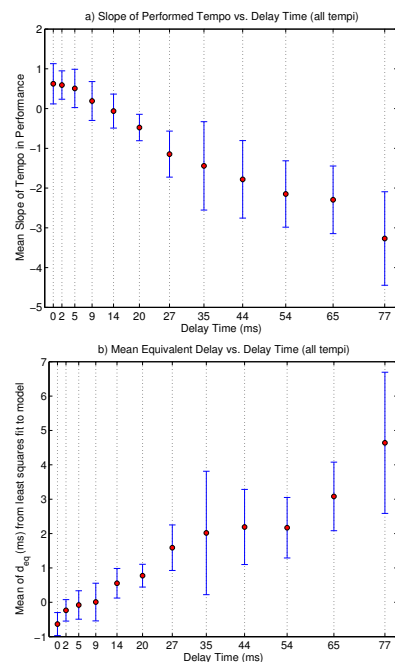 a) Slope of Performed Tempo vs. Delay Time (all tempi)
2
1
0
−1
−2
−3
−4
−5
Mean Slope of Tempo in Performance
0 2 5 9 14 20 27 35 44 54 65 77
Delay Time (ms)
b) Mean Equivalent Delay vs. Delay Time (all tempi)
7
6
5
4
3
2
1
0
−1
Mean of d_eq (ms) from least squares fit to model
0 2 5 9 14 20 27 35 44 54 65 77
Delay Time (ms)